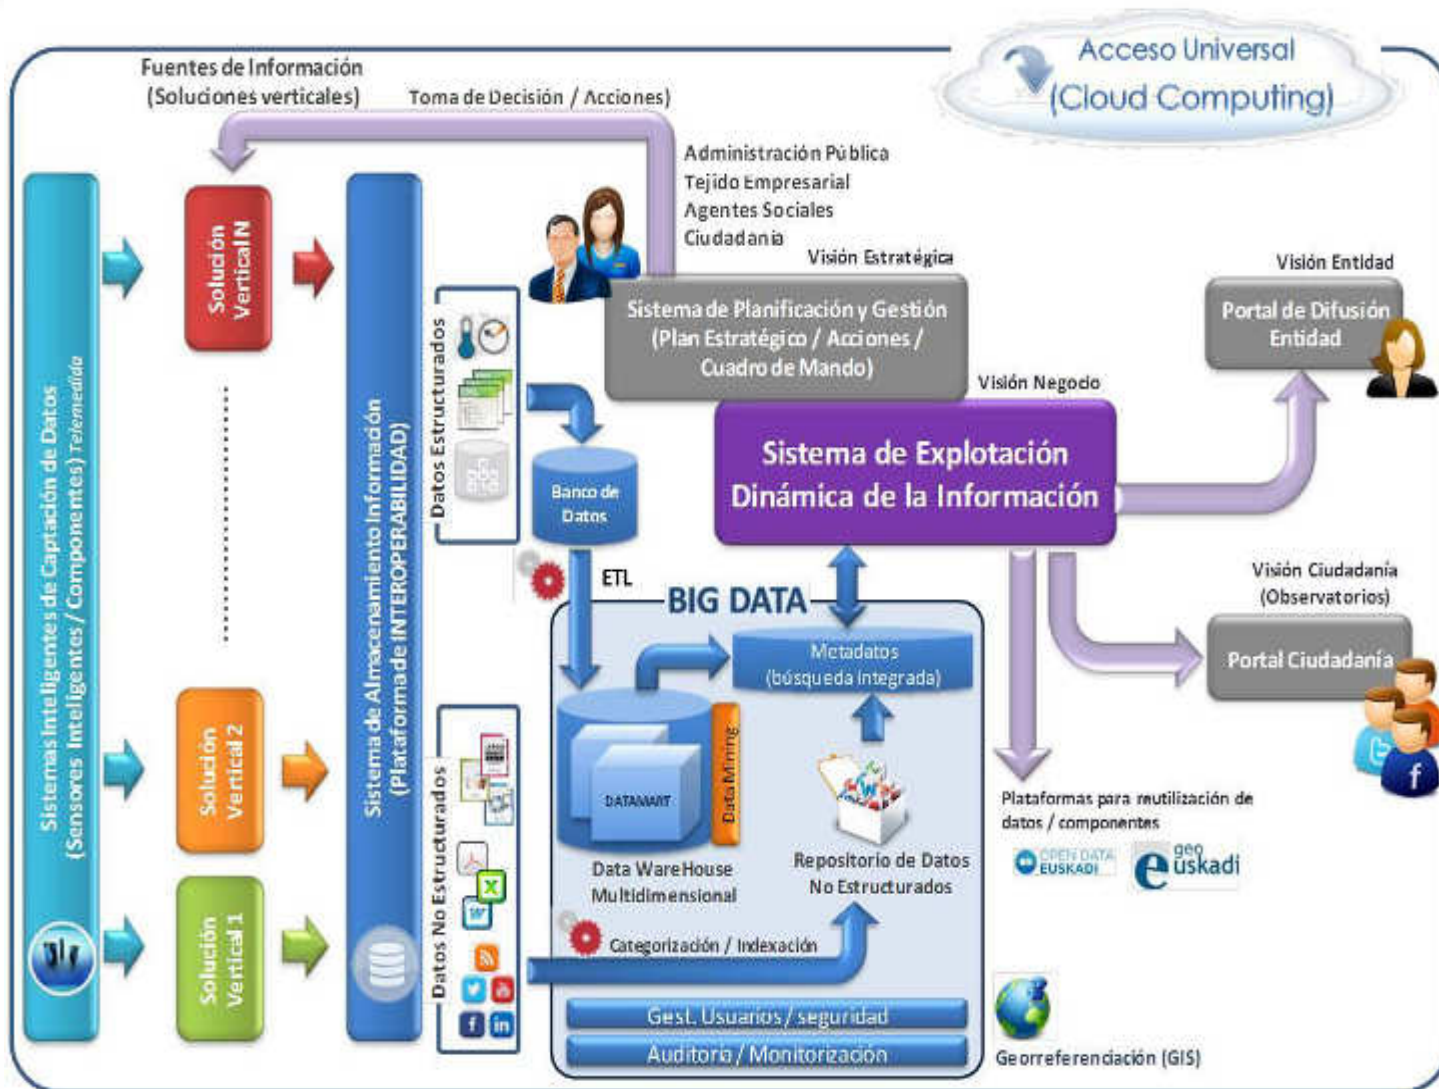 Acceso Universal
(Cloud Computing)
Fuentes de Información
(Soluciones verticales)
Toma de Decisión / Acciones)
Administración Pública
Tejido Empresarial
Agentes Sociales
Ciudadanía
Visión Estratégica
Sistema de Planificación y Gestión
(Plan Estratégico / Acciones /
Cuadro de Mando)
Visión Entidad
Portal de Difusión
Entidad
Visión Negocio
Sistema de Explotación
Dinámica de la Información
Sistemas Inteligentes de Captación de Datos
(Sensores Inteligentes / Componentes) Telemedida
Solución
Vertical N
Solución
Vertical 2
Solución
Vertical 1
Sistema de Almacenamiento Información
(Plataforma de INTEROPERABILIDAD)
Datos Estructurados
Banco de
Datos
ETL
BIG DATA
Metadatos
(búsqueda integrada)
Visión Ciudadanía
(Observatorios)
Portal Ciudadanía
DATAMART
Data Mining
Data WareHouse
Multidimensional
Repositorio de Datos
No Estructurados
Datos No Estructurados
Categorización / Indexación
Gest. Usuarios / seguridad
Auditoría / Monitorización
Plataformas para reutilización de
datos / componentes
OPEN DATA
EUSKADI
geo
euskadi
Georreferenciación (GIS)